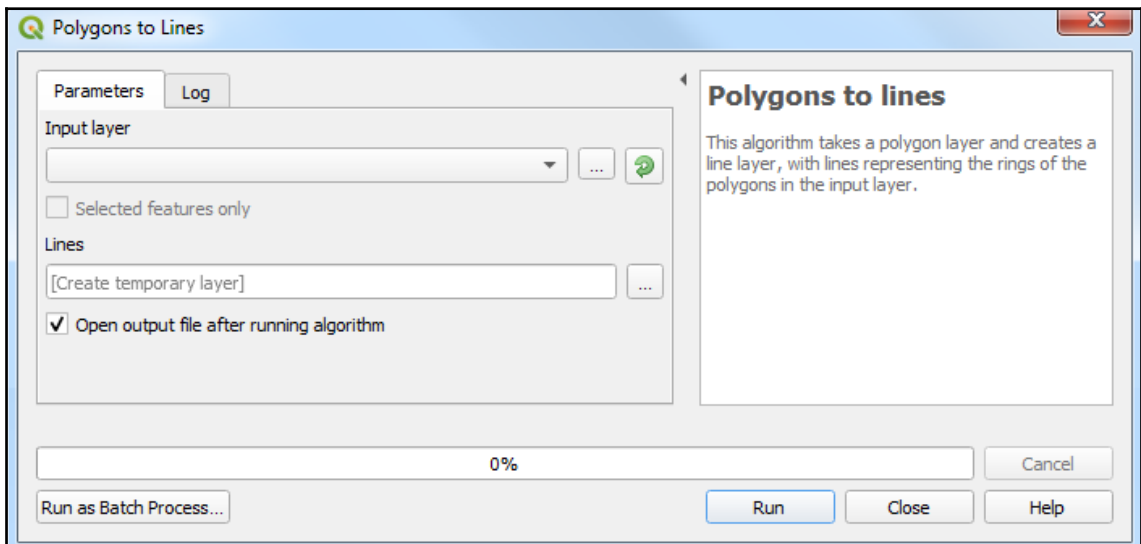 Polygons to Lines
Parameters
Log
Input layer
...
Selected features only
Lines
[Create temporary layer]
...
Open output file after running algorithm
Polygons to lines
This algorithm takes a polygon layer and creates a
line layer, with lines representing the rings of the
polygons in the input layer.
0%
Cancel
Run as Batch Process...
Run
Close
Help